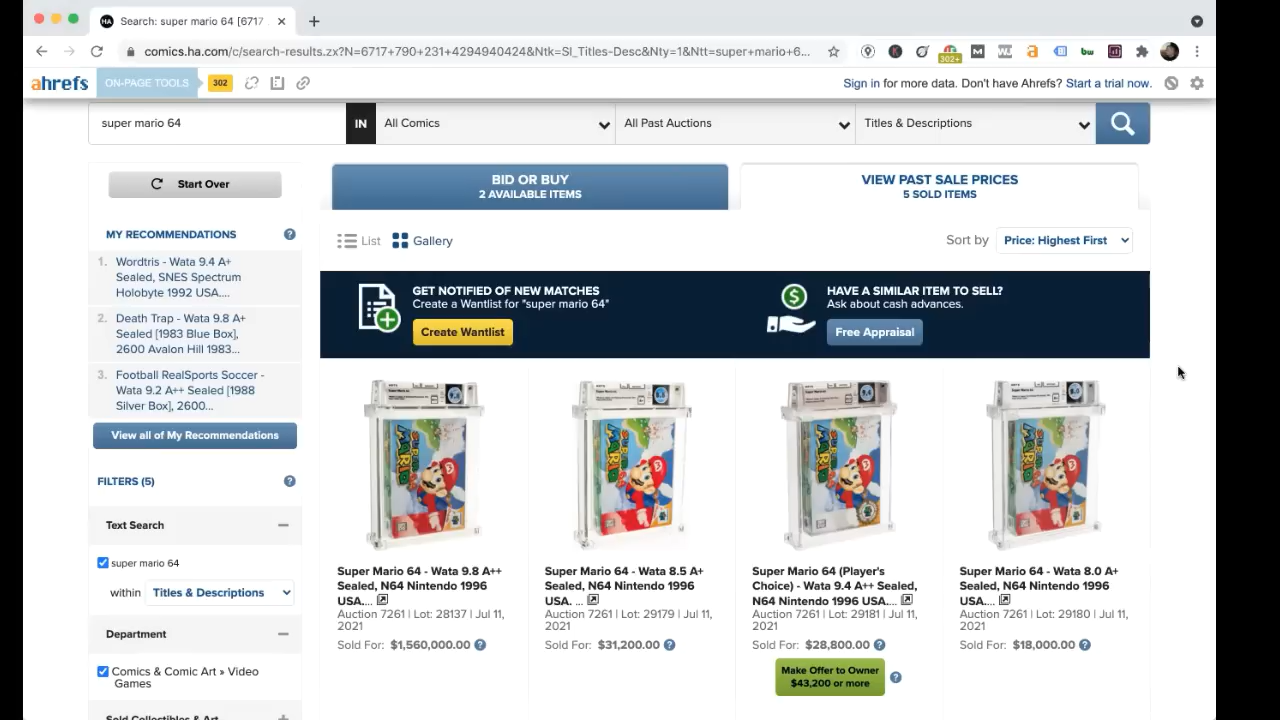 Search: super mario 64 [6717
comics.ha.com/c/search-results.zx?N=6717+790+231+4294940424&Ntk=SI_Titles-Desc&Nty=1&Ntt=super+mario+6...
302+
ahrefs ON-PAGE TOOLS 302 Sign in for more data. Don't have Ahrefs? Start a trial now.
super mario 64 IN All Comics All Past Auctions Titles & Descriptions
Start Over
BID OR BUY
2 AVAILABLE ITEMS
VIEW PAST SALE PRICES
5 SOLD ITEMS
MY RECOMMENDATIONS
1. Wordtris - Wata 9.4 A+
Sealed, SNES Spectrum
Holobyte 1992 USA....
2. Death Trap - Wata 9.8 A+
Sealed [1983 Blue Box],
2600 Avalon Hill 1983...
3. Football RealSports Soccer -
Wata 9.2 A++ Sealed [1988
Silver Box], 2600...
View all of My Recommendations
FILTERS (5)
Text Search
super mario 64
within Titles & Descriptions
Department
Comics & Comic Art » Video
Games
Sold Collectibles & Art
List Gallery
Sort by Price: Highest First
GET NOTIFIED OF NEW MATCHES
Create a Wantlist for "super mario 64"
Create Wantlist
HAVE A SIMILAR ITEM TO SELL?
Ask about cash advances.
Free Appraisal
SUPER MARIO
SUPER MARIO
SUPER MARIO
SUPER MARIO
Super Mario 64 - Wata 9.8 A++
Sealed, N64 Nintendo 1996
USA....
Auction 7261 | Lot: 28137 | Jul 11,
2021
Sold For: $1,560,000.00
Super Mario 64 - Wata 8.5 A+
Sealed, N64 Nintendo 1996
USA. ...
Auction 7261 | Lot: 29179 | Jul 11,
2021
Sold For: $31,200.00
Super Mario 64 (Player's
Choice) - Wata 9.4 A++ Sealed,
N64 Nintendo 1996 USA....
Auction 7261 | Lot: 29181 | Jul 11,
2021
Sold For: $28,800.00
Make Offer to Owner
$43,200 or more
Super Mario 64 - Wata 8.0 A+
Sealed, N64 Nintendo 1996
USA....
Auction 7261 | Lot: 29180 | Jul 11,
2021
Sold For: $18,000.00